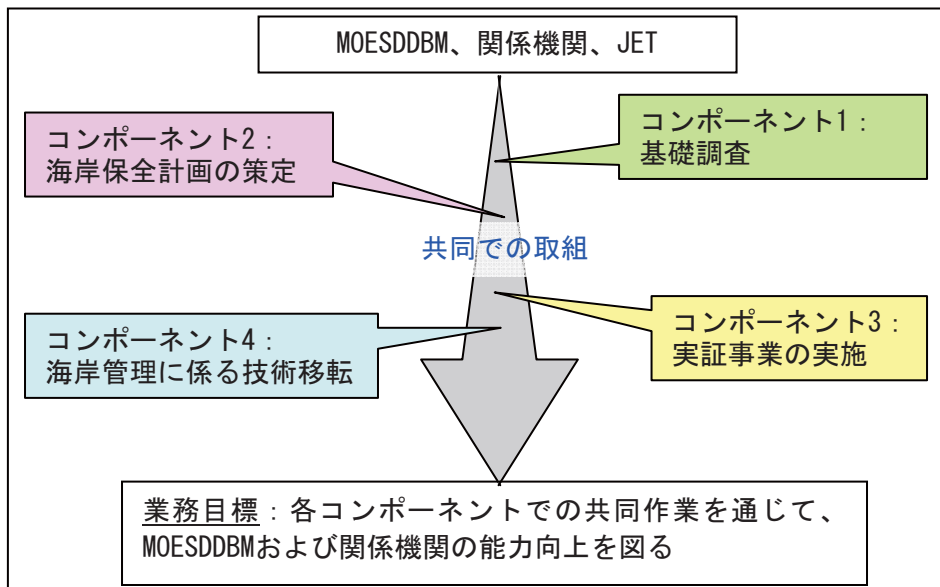 MOESDDBM、関係機関、JET
コンポーネント1：
基礎調査
コンポーネント2：
海岸保全計画の策定
共同での取組
コンポーネント3：
実証事業の実施
コンポーネント4：
海岸管理に係る技術移転
業務目標：各コンポーネントでの共同作業を通じて、
MOESDDBMおよび関係機関の能力向上を図る